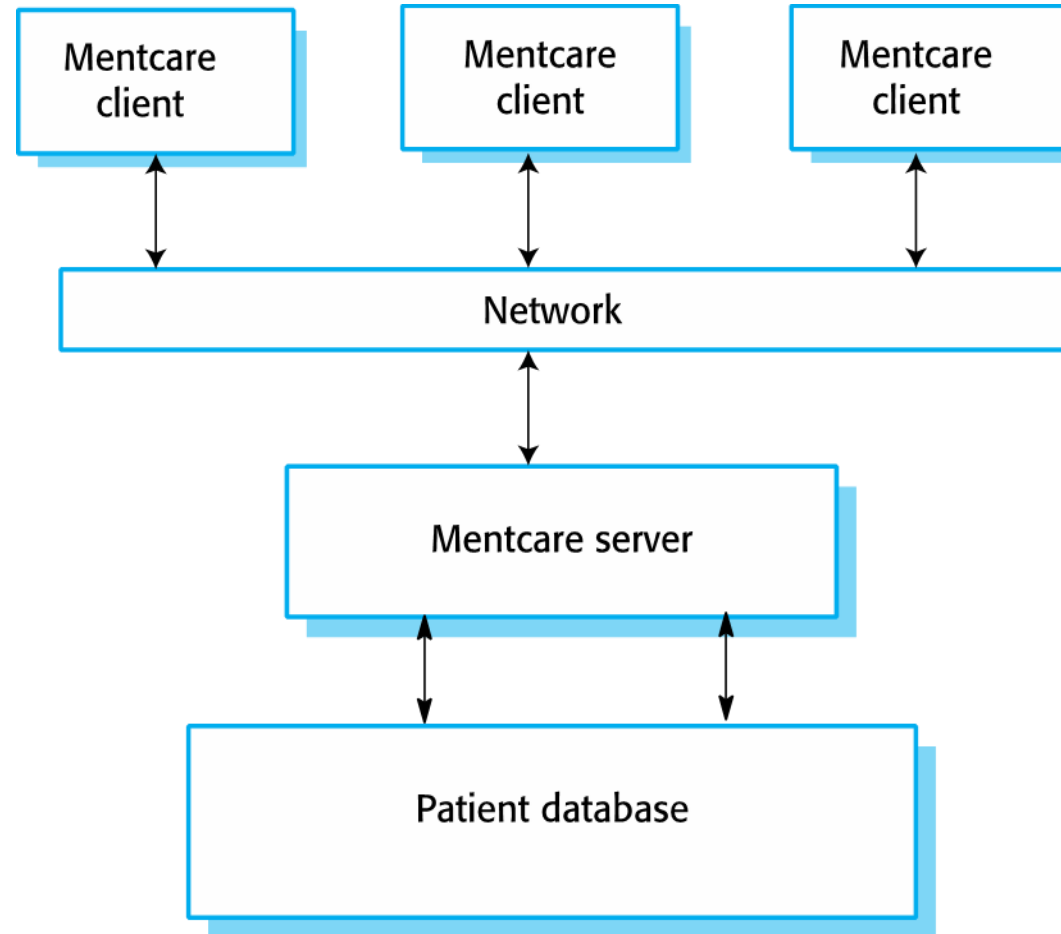 Mentcare
client
Mentcare
client
Mentcare
client
Network
Mentcare server
Patient database